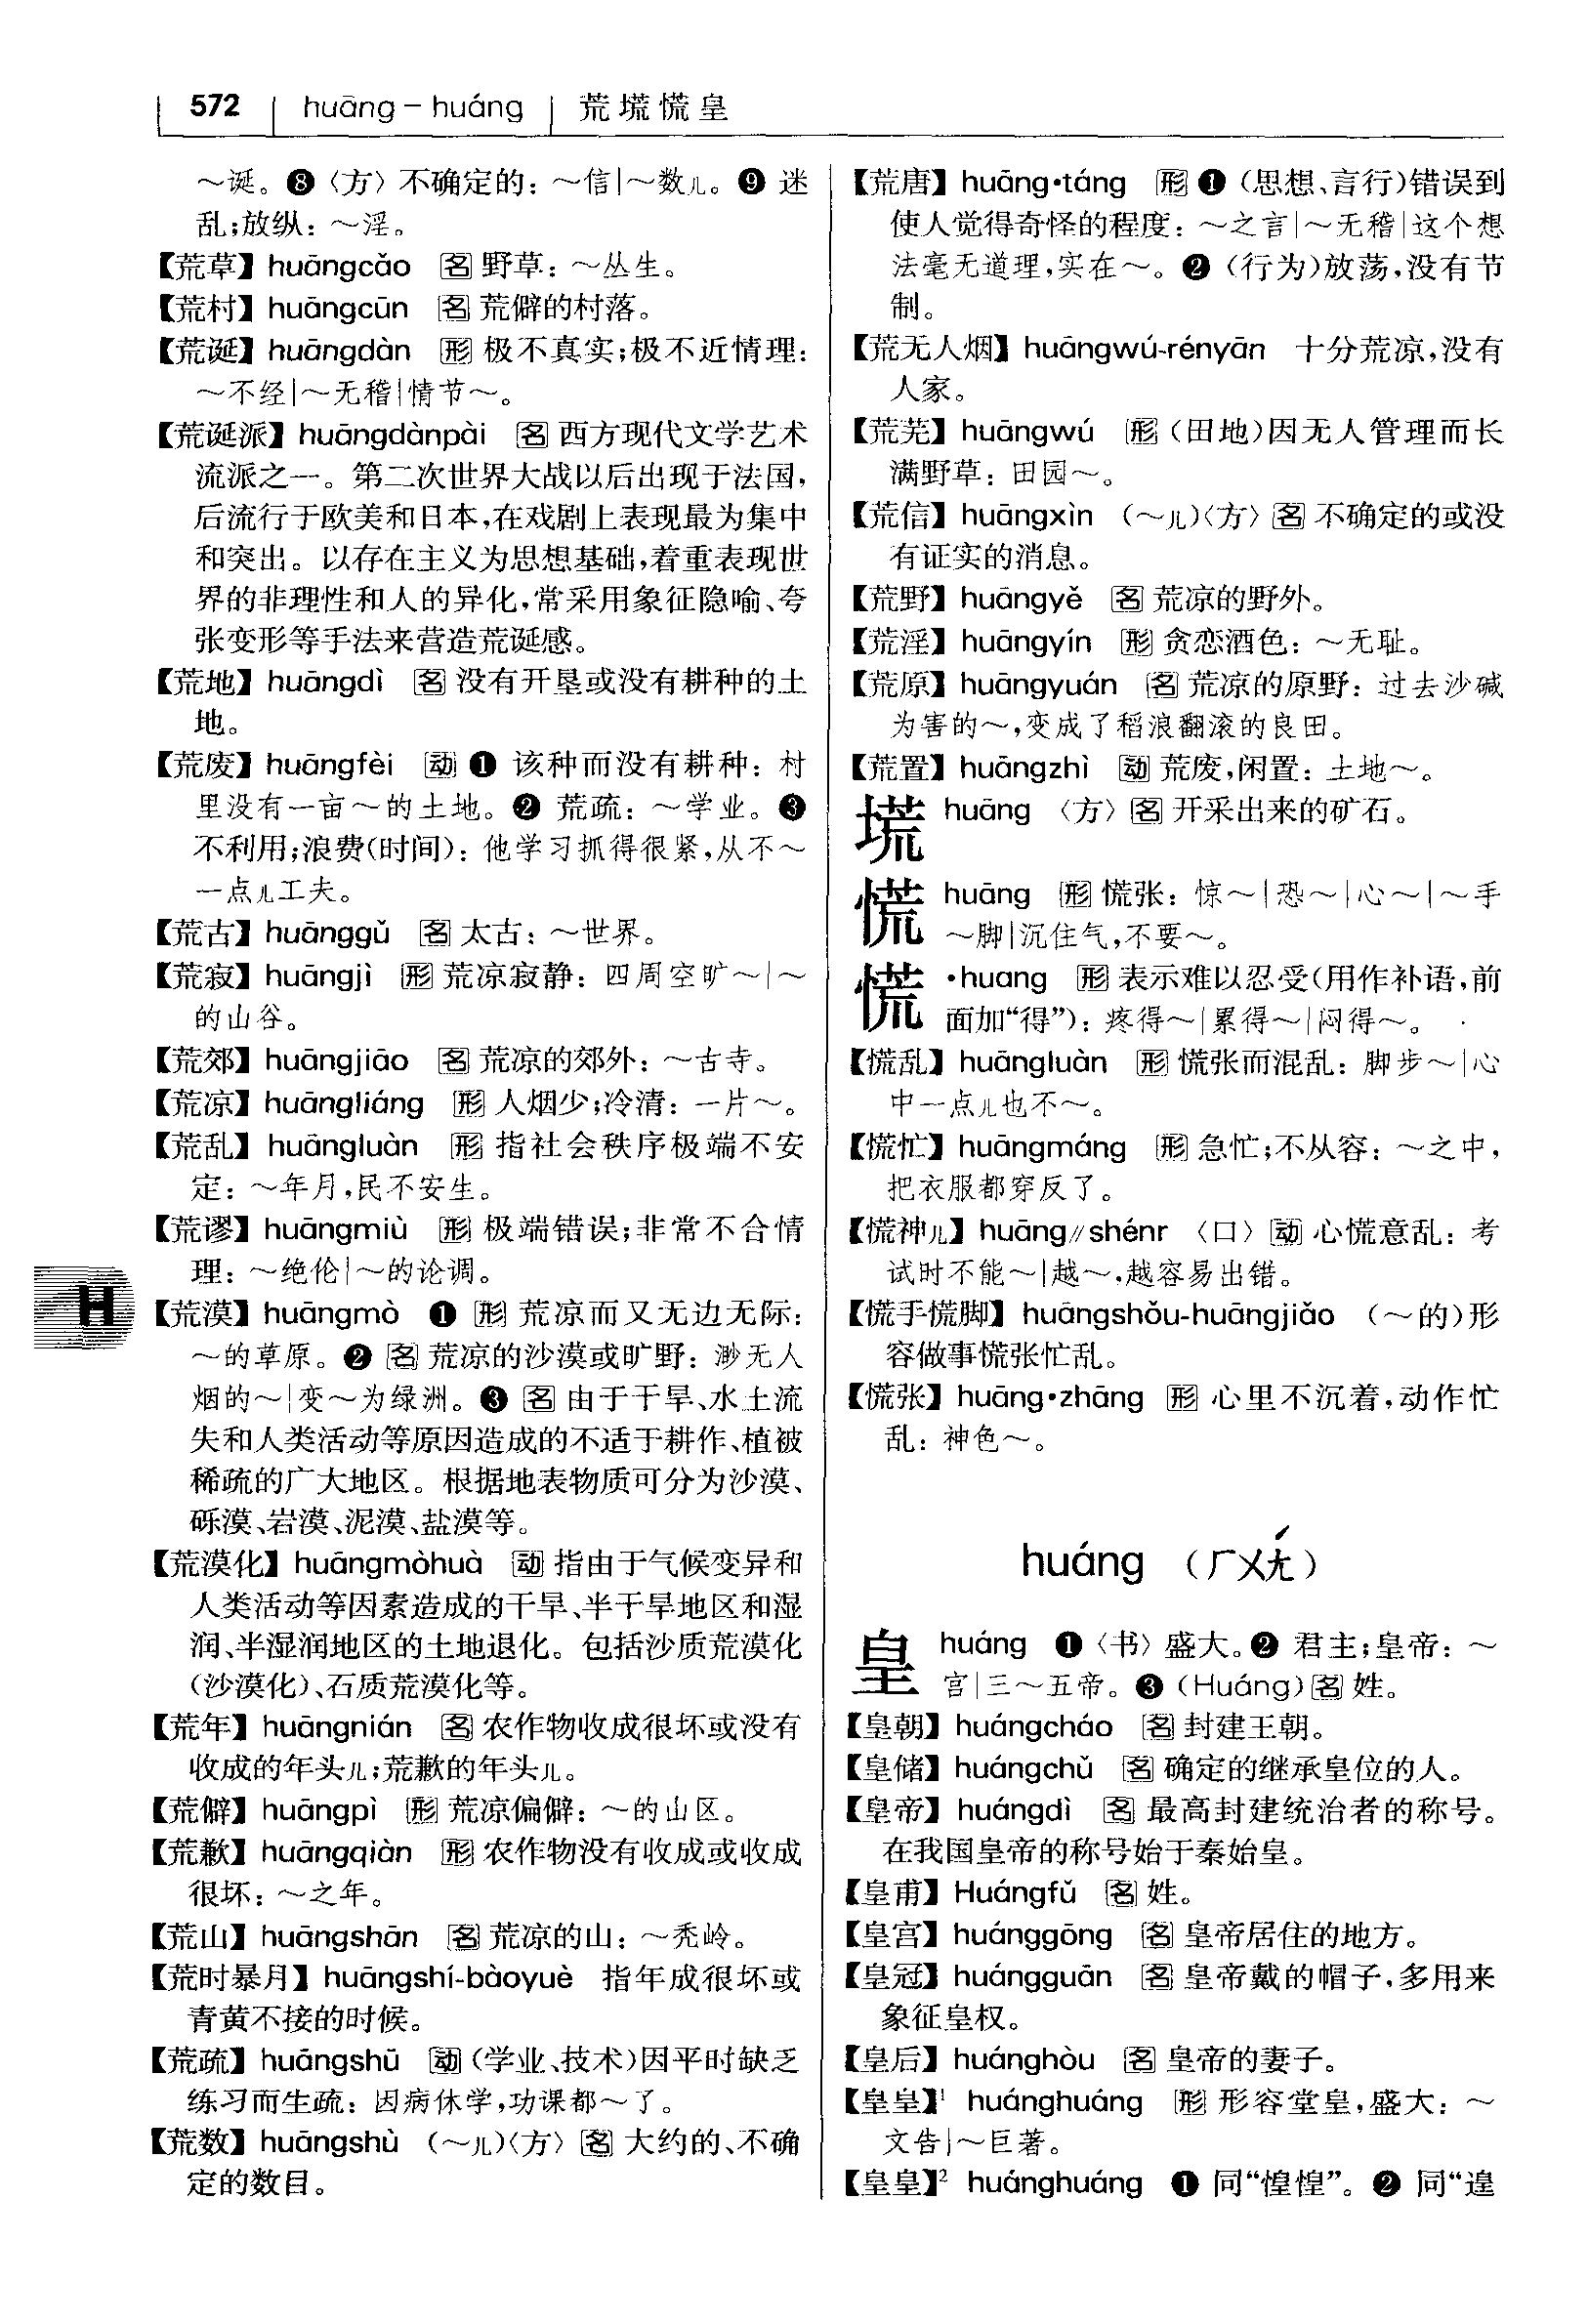 572 huāng－huáng 荒塃慌皇
～诞。❽〈方〉不确定的：～信|～数儿。❾ 迷
乱;放纵：～淫。
【荒草】huāngcǎo 名 野草：～丛生。
【荒村】huāngcūn 名 荒僻的村落。
【荒诞】huāngdàn 形 极不真实;极不近情理：
～不经|～无稽|情节～。
【荒诞派】huāngdànpài 名 西方现代文学艺术
流派之一。第二次世界大战以后出现于法国，
后流行于欧美和日本,在戏剧上表现最为集中
和突出。以存在主义为思想基础,着重表现世
界的非理性和人的异化,常采用象征隐喻、夸
张变形等手法来营造荒诞感。
【荒地】huāngdì 名 没有开垦或没有耕种的土
地。
【荒废】huāngfèi 动 ❶ 该种而没有耕种：村
里没有一亩～的土地。❷ 荒疏：～学业。❸
不利用;浪费(时间)：他学习抓得很紧,从不～
一点儿工夫。
【荒古】huānggǔ 名 太古：～世界。
【荒寂】huāngjì 形 荒凉寂静：四周空旷～|～
的山谷。
【荒郊】huāngjiāo 名 荒凉的郊外：～古寺。
【荒凉】huāngliáng 形 人烟少;冷清：一片～。
【荒乱】huāngluàn 形 指社会秩序极端不安
定：～年月,民不安生。
【荒谬】huāngmiù 形 极端错误;非常不合情
理：～绝伦|～的论调。
H
【荒漠】huāngmò ❶ 形 荒凉而又无边无际：
～的草原。❷ 名 荒凉的沙漠或旷野：渺无人
烟的～|变～为绿洲。❸ 名 由于干旱、水土流
失和人类活动等原因造成的不适于耕作、植被
稀疏的广大地区。根据地表物质可分为沙漠、
砾漠、岩漠、泥漠、盐漠等。
【荒漠化】huāngmòhuà 动 指由于气候变异和
人类活动等因素造成的干旱、半干旱地区和湿
润、半湿润地区的土地退化。包括沙质荒漠化
(沙漠化)、石质荒漠化等。
【荒年】huāngnián 名 农作物收成很坏或没有
收成的年头儿;荒歉的年头儿。
【荒僻】huāngpì 形 荒凉偏僻：～的山区。
【荒歉】huāngqiàn 形 农作物没有收成或收成
很坏：～之年。
【荒山】huāngshān 名 荒凉的山：～秃岭。
【荒时暴月】huāngshí-bàoyuè 指年成很坏或
青黄不接的时候。
【荒疏】huāngshū 动 (学业、技术)因平时缺乏
练习而生疏：因病休学,功课都～了。
【荒数】huāngshù (～儿)〈方〉名 大约的、不确
定的数目。
【荒唐】huāng•táng 形 ❶ (思想、言行)错误到
使人觉得奇怪的程度：～之言|～无稽|这个想
法毫无道理,实在～。❷ (行为)放荡,没有节
制。
【荒无人烟】huāngwú-rényān 十分荒凉,没有
人家。
【荒芜】huāngwú 形 (田地)因无人管理而长
满野草：田园～。
【荒信】huāngxìn (～儿)〈方〉名 不确定的或没
有证实的消息。
【荒野】huāngyě 名 荒凉的野外。
【荒淫】huāngyín 形 贪恋酒色：～无耻。
【荒原】huāngyuán 名 荒凉的原野：过去沙碱
为害的～,变成了稻浪翻滚的良田。
【荒置】huāngzhì 动 荒废,闲置：土地～。
塃 huāng 〈方〉名 开采出来的矿石。
慌 huāng 形 慌张：惊～|恐～|心～|～手
～脚|沉住气,不要～。
慌 •huang 形 表示难以忍受(用作补语,前
面加“得”)：疼得～|累得～|闷得～。
【慌乱】huāngluàn 形 慌张而混乱：脚步～|心
中一点儿也不～。
【慌忙】huāngmáng 形 急忙;不从容：～之中，
把衣服都穿反了。
【慌神儿】huāng∥shénr 〈口〉动 心慌意乱：考
试时不能～|越～,越容易出错。
【慌手慌脚】huāngshǒu-huāngjiǎo (～的)形
容做事慌张忙乱。
【慌张】huāng•zhāng 形 心里不沉着,动作忙
乱：神色～。
huáng (ㄏㄨㄤˊ)
皇 huáng ❶〈书〉盛大。❷ 君主;皇帝：～
宫|三～五帝。❸ (Huáng) 名 姓。
【皇朝】huángcháo 名 封建王朝。
【皇储】huángchǔ 名 确定的继承皇位的人。
【皇帝】huángdì 名 最高封建统治者的称号。
在我国皇帝的称号始于秦始皇。
【皇甫】Huángfǔ 名 姓。
【皇宫】huánggōng 名 皇帝居住的地方。
【皇冠】huángguān 名 皇帝戴的帽子,多用来
象征皇权。
【皇后】huánghòu 名 皇帝的妻子。
【皇皇】¹ huánghuáng 形 形容堂皇,盛大：～
文告|～巨著。
【皇皇】² huánghuáng ❶ 同“惶惶”。❷ 同“遑